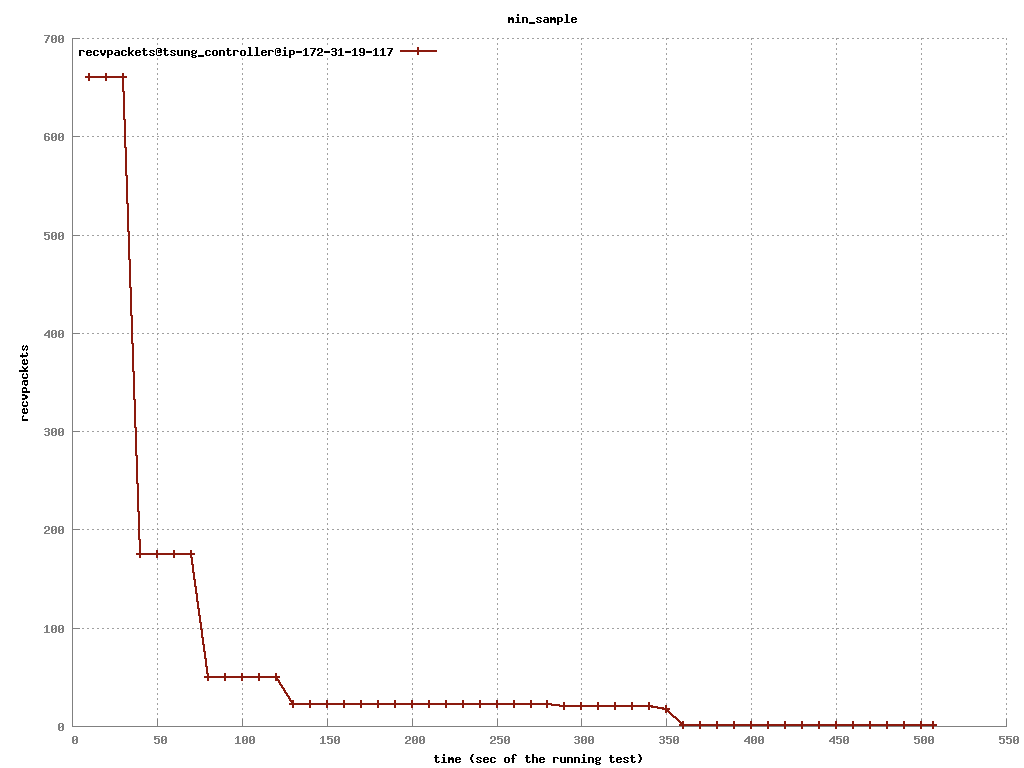 min_sample
700
recvpackets@tsung_controller@ip-172-31-19-117
600
500
400
recvpackets
300
200
100
0
0 50 100 150 200 250 300 350 400 450 500 550
time (sec of the running test)